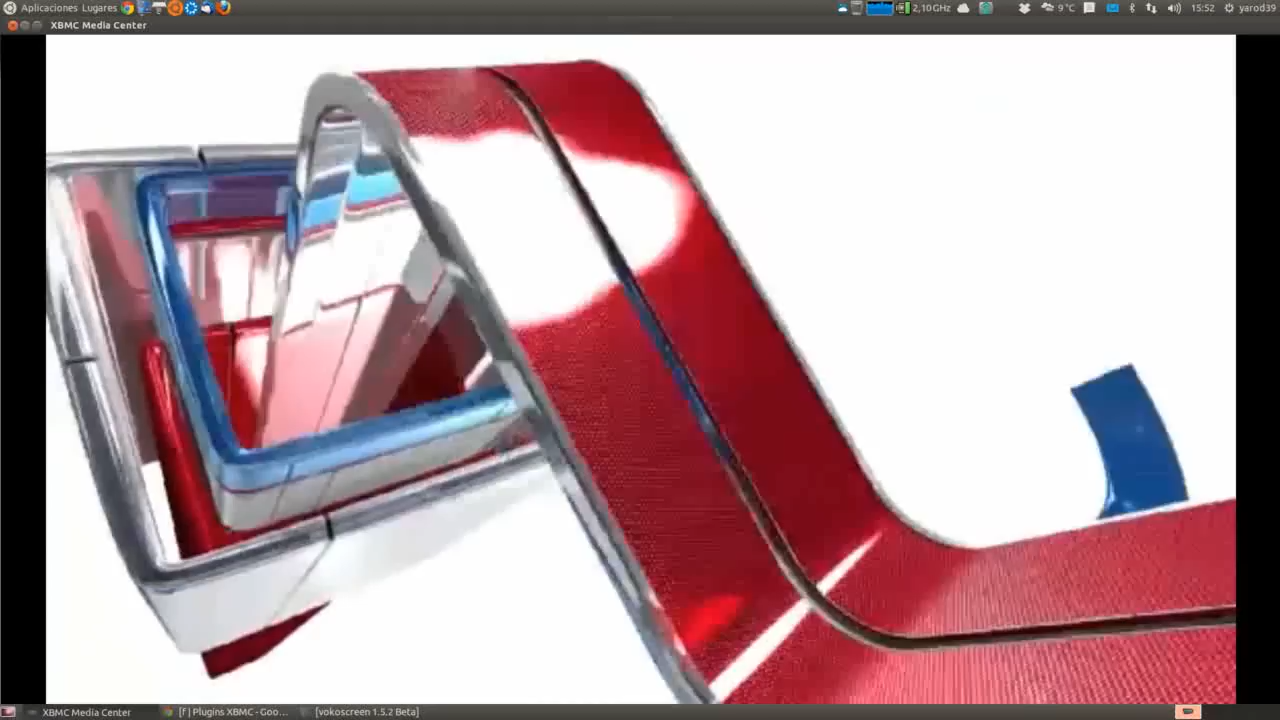 Aplicaciones Lugares 2,10GHz 9°C 15:52 yarod39
XBMC Media Center
XBMC Media Center [f | Plugins XBMC - Goo... [vokoscreen 1.5.2 Beta]